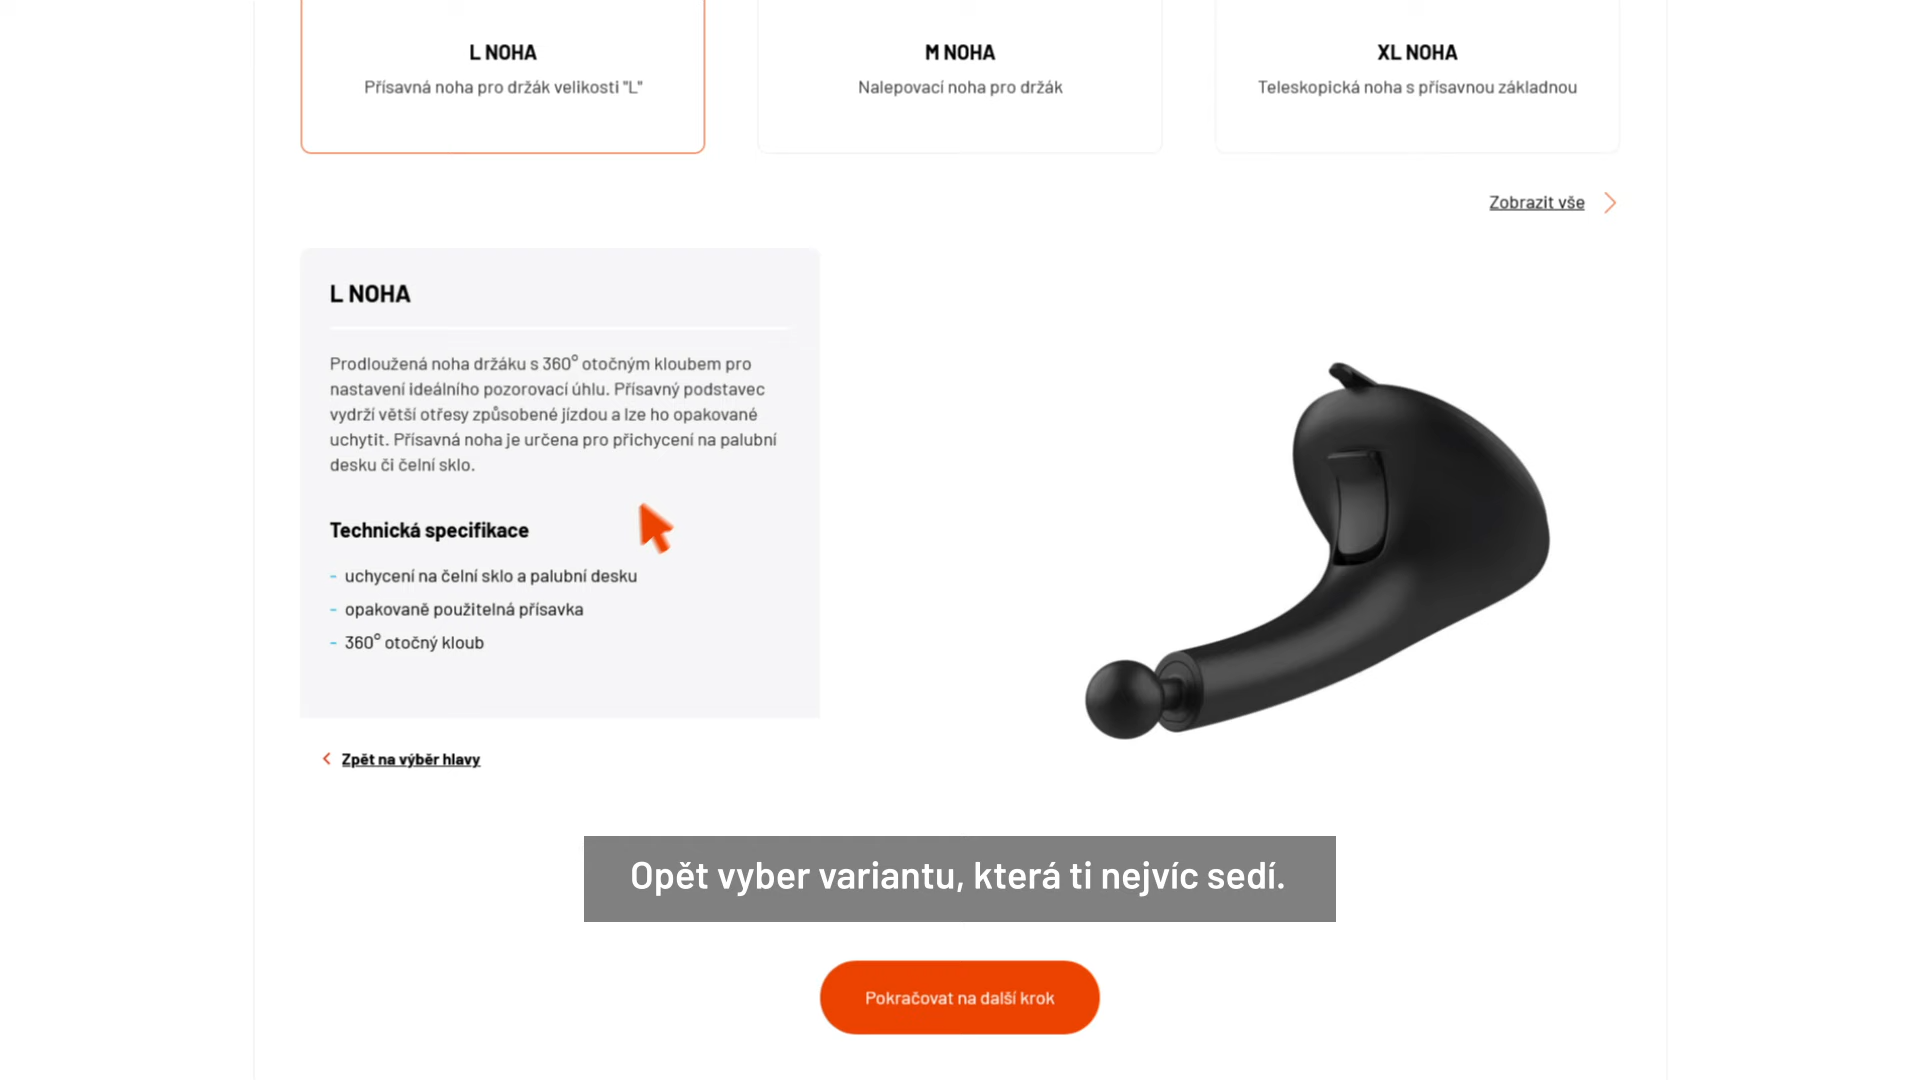 L NOHA
Přísavná noha pro držák velikosti "L"
M NOHA
Nalepovací noha pro držák
XL NOHA
Teleskopická noha s přísavnou základnou
Zobrazit vše
L NOHA
Prodloužená noha držáku s 360° otočným kloubem pro
nastavení ideálního pozorovací úhlu. Přísavný podstavec
vydrží větší otřesy způsobené jízdou a lze ho opakované
uchytit. Přísavná noha je určena pro přichycení na palubní
desku či čelní sklo.
Technická specifikace
- uchycení na čelní sklo a palubní desku
- opakovaně použitelná přísavka
- 360° otočný kloub
Zpět na výběr hlavy
Opět vyber variantu, která ti nejvíc sedí.
Pokračovat na další krok